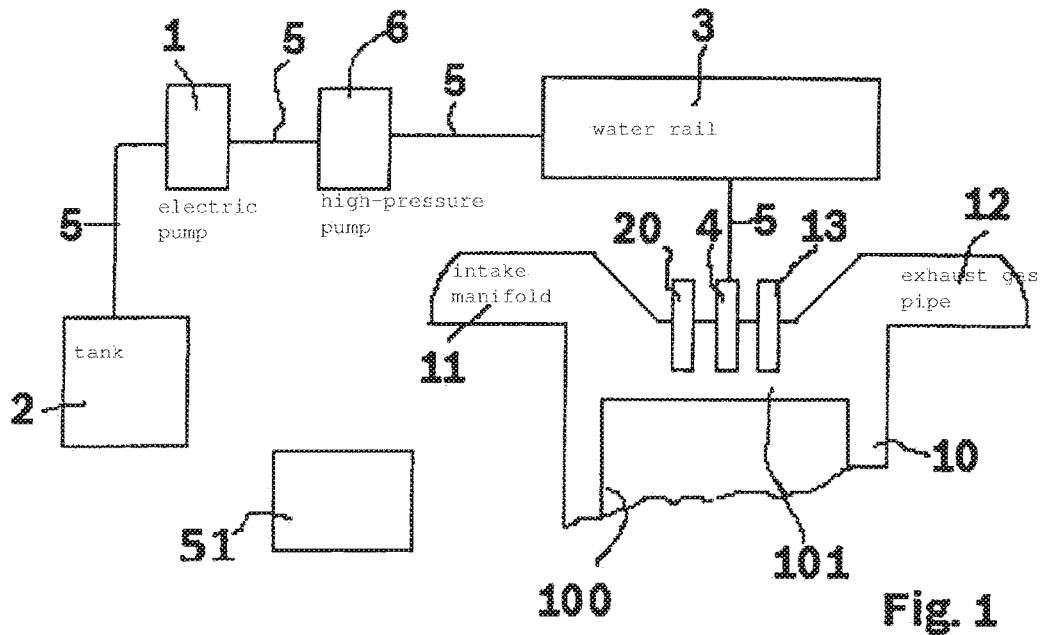 1
5
6
5
3
water rail
electric
pump
high-pressure
pump
5
20
4
5
13
12
intake
manifold
exhaust gas
pipe
11
tank
2
10
51
100
101
Fig. 1